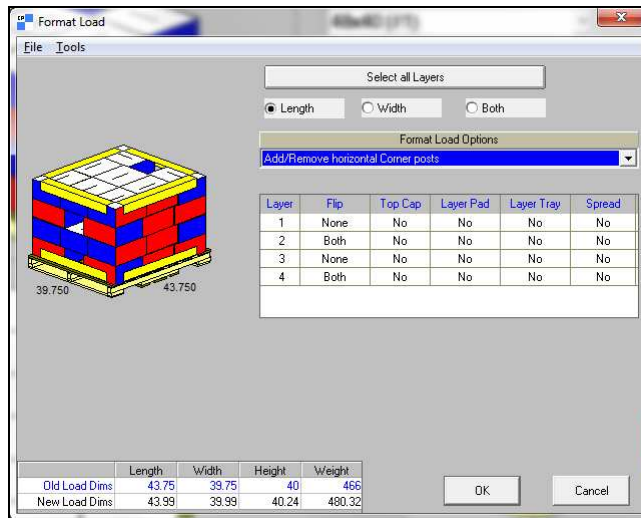 CP Format Load
File Tools
Select all Layers
Length Width Both
Format Load Options
Add/Remove horizontal Corner posts
Layer Flip Top Cap Layer Pad Layer Tray Spread
1 None No No No No
2 Both No No No No
3 None No No No No
4 Both No No No No
39.750 43.750
Length Width Height Weight
Old Load Dims 43.75 39.75 40 466
New Load Dims 43.99 39.99 40.24 480.32
OK Cancel